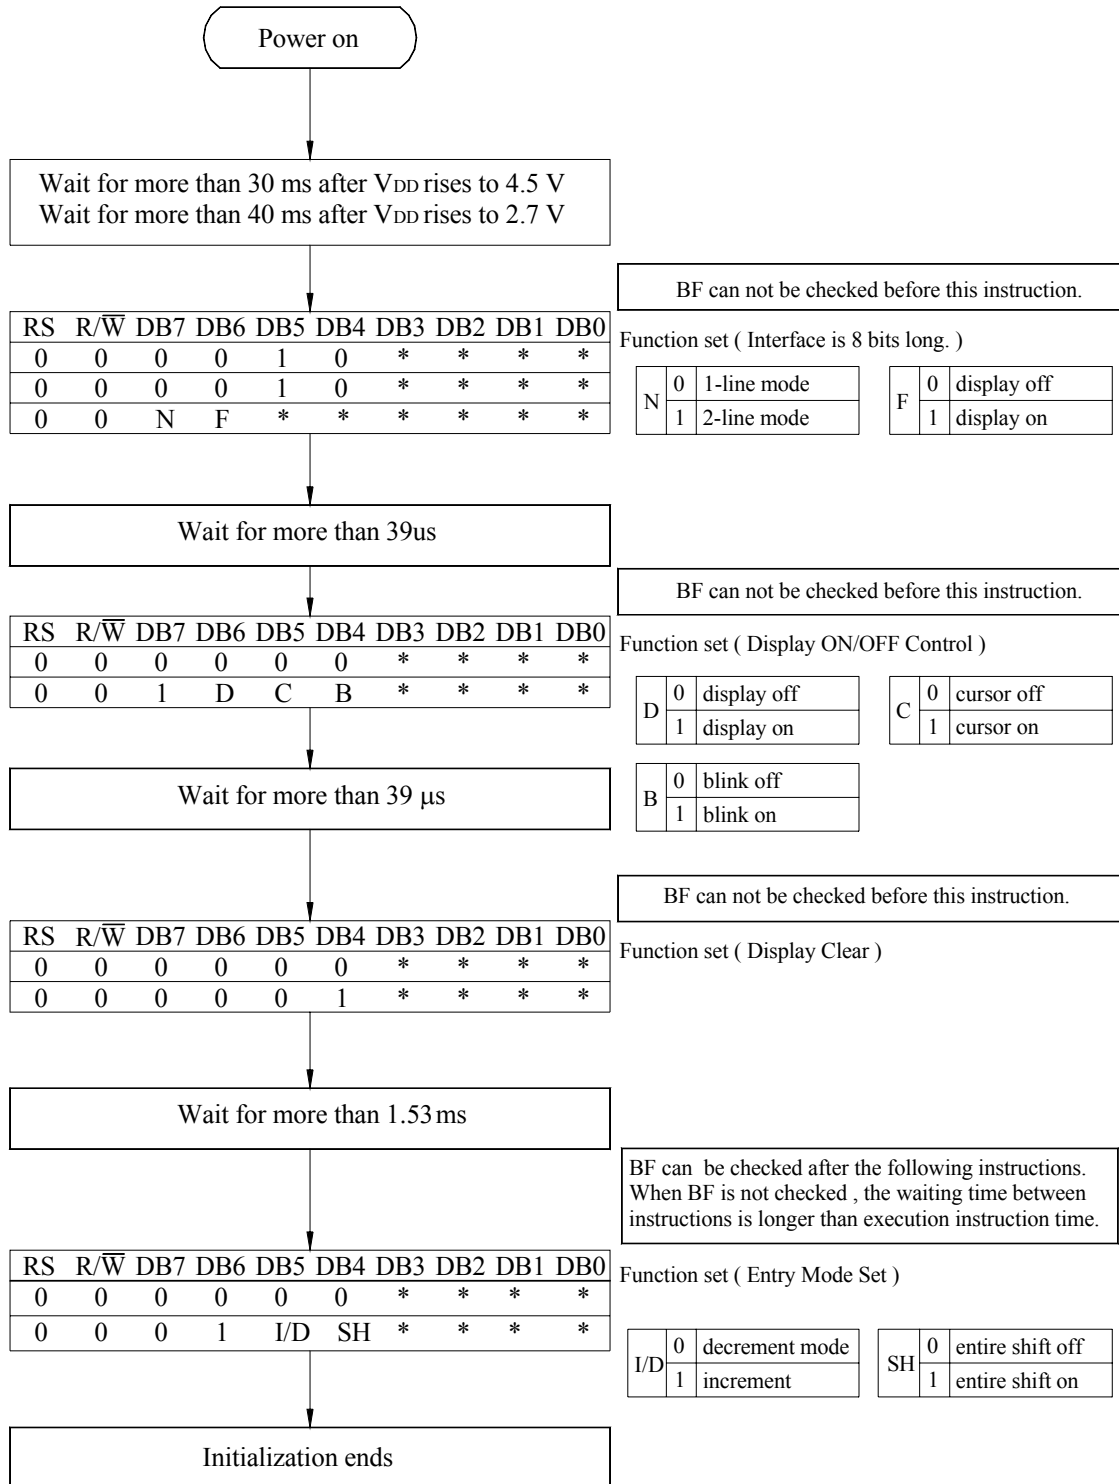 Power on
Wait for more than 30 ms after VDD rises to 4.5 V
Wait for more than 40 ms after VDD rises to 2.7 V
BF can not be checked before this instruction.
RS R/W̅ DB7 DB6 DB5 DB4 DB3 DB2 DB1 DB0
0 0 0 0 1 0 * * * *
0 0 0 0 1 0 * * * *
0 0 N F * * * * * *
Function set ( Interface is 8 bits long. )
N 0 1-line mode
1 2-line mode
F 0 display off
1 display on
Wait for more than 39us
BF can not be checked before this instruction.
RS R/W̅ DB7 DB6 DB5 DB4 DB3 DB2 DB1 DB0
0 0 0 0 0 0 * * * *
0 0 1 D C B * * * *
Function set ( Display ON/OFF Control )
D 0 display off
1 display on
C 0 cursor off
1 cursor on
B 0 blink off
1 blink on
Wait for more than 39 μs
BF can not be checked before this instruction.
RS R/W̅ DB7 DB6 DB5 DB4 DB3 DB2 DB1 DB0
0 0 0 0 0 0 * * * *
0 0 0 0 0 1 * * * *
Function set ( Display Clear )
Wait for more than 1.53 ms
BF can be checked after the following instructions.
When BF is not checked , the waiting time between
instructions is longer than execution instruction time.
RS R/W̅ DB7 DB6 DB5 DB4 DB3 DB2 DB1 DB0
0 0 0 0 0 0 * * * *
0 0 0 1 I/D SH * * * *
Function set ( Entry Mode Set )
I/D 0 decrement mode
1 increment
SH 0 entire shift off
1 entire shift on
Initialization ends